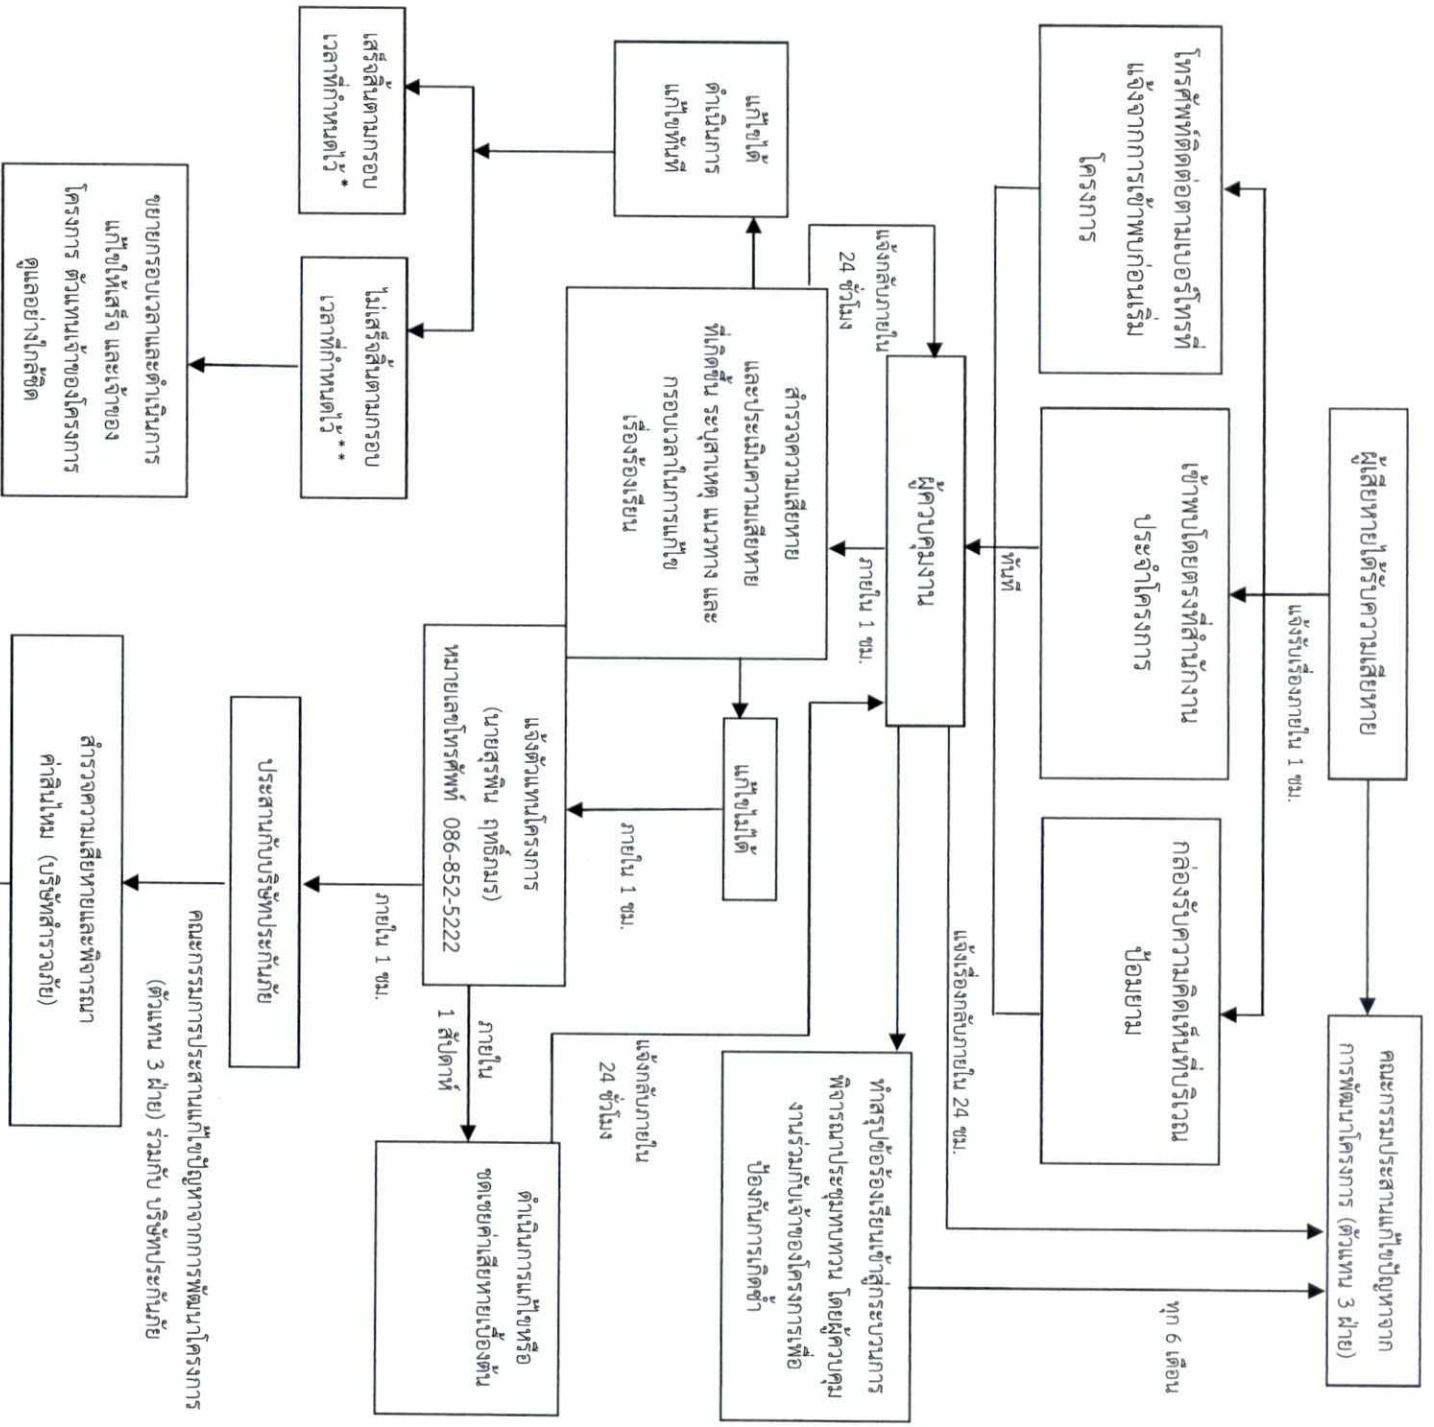 ผู้เสียหายได้รับความเสียหาย
คณะกรรมประสานแก้ไขปัญหาจาก
การพัฒนาโครงการ (ตัวแทน 3 ฝ่าย)
แจ้งรับเรื่องภายใน 1 ชม.
โทรศัพท์ติดต่อตามเบอร์โทรที่
แจ้งจากการเข้าพบก่อนเริ่ม
โครงการ
เข้าพบโดยตรงที่สำนักงาน
ประจำโครงการ
กล่องรับความคิดเห็นที่บริเวณ
ป้อมยาม
ทันที
แจ้งเรื่องกลับภายใน 24 ชม.
ทุก 6 เดือน
ผู้ควบคุมงาน
แจ้งกลับภายใน
24 ชั่วโมง
ภายใน 1 ชม.
ทำสรุปข้อร้องเรียนเข้าสู่กระบวนการ
พิจารณาประชุมทบทวน โดยผู้ควบคุม
งานร่วมกับเจ้าของโครงการเพื่อ
ป้องกันการเกิดซ้ำ
สำรวจความเสียหาย
และประเมินความเสียหาย
ที่เกิดขึ้น ระบุสาเหตุ แนวทาง และ
กรอบเวลาในการแก้ไข
เรื่องร้องเรียน
แก้ไขได้
ดำเนินการ
แก้ไขทันที
แก้ไขไม่ได้
ภายใน 1 ชม.
แจ้งกลับภายใน
24 ชั่วโมง
แจ้งตัวแทนโครงการ
(นายสุรพิน ฤทธิ์ภมร)
หมายเลขโทรศัพท์ 086-852-5222
ภายใน
1 สัปดาห์
ดำเนินการแก้ไขหรือ
ชดเชยค่าเสียหายเบื้องต้น
เสร็จสิ้นตามกรอบ
เวลาที่กำหนดไว้ *
ไม่เสร็จสิ้นตามกรอบ
เวลาที่กำหนดไว้ **
ภายใน 1 ชม.
ประสานกับบริษัทประกันภัย
ขยายกรอบเวลาและดำเนินการ
แก้ไขให้เสร็จ และเจ้าของ
โครงการ ตัวแทนเจ้าของโครงการ
ดูแลอย่างใกล้ชิด
คณะกรรมการประสานแก้ไขปัญหาจากการพัฒนาโครงการ
(ตัวแทน 3 ฝ่าย) ร่วมกับ บริษัทประกันภัย
สำรวจความเสียหายและพิจารณา
ค่าสินไหม (บริษัทสำรวจภัย)